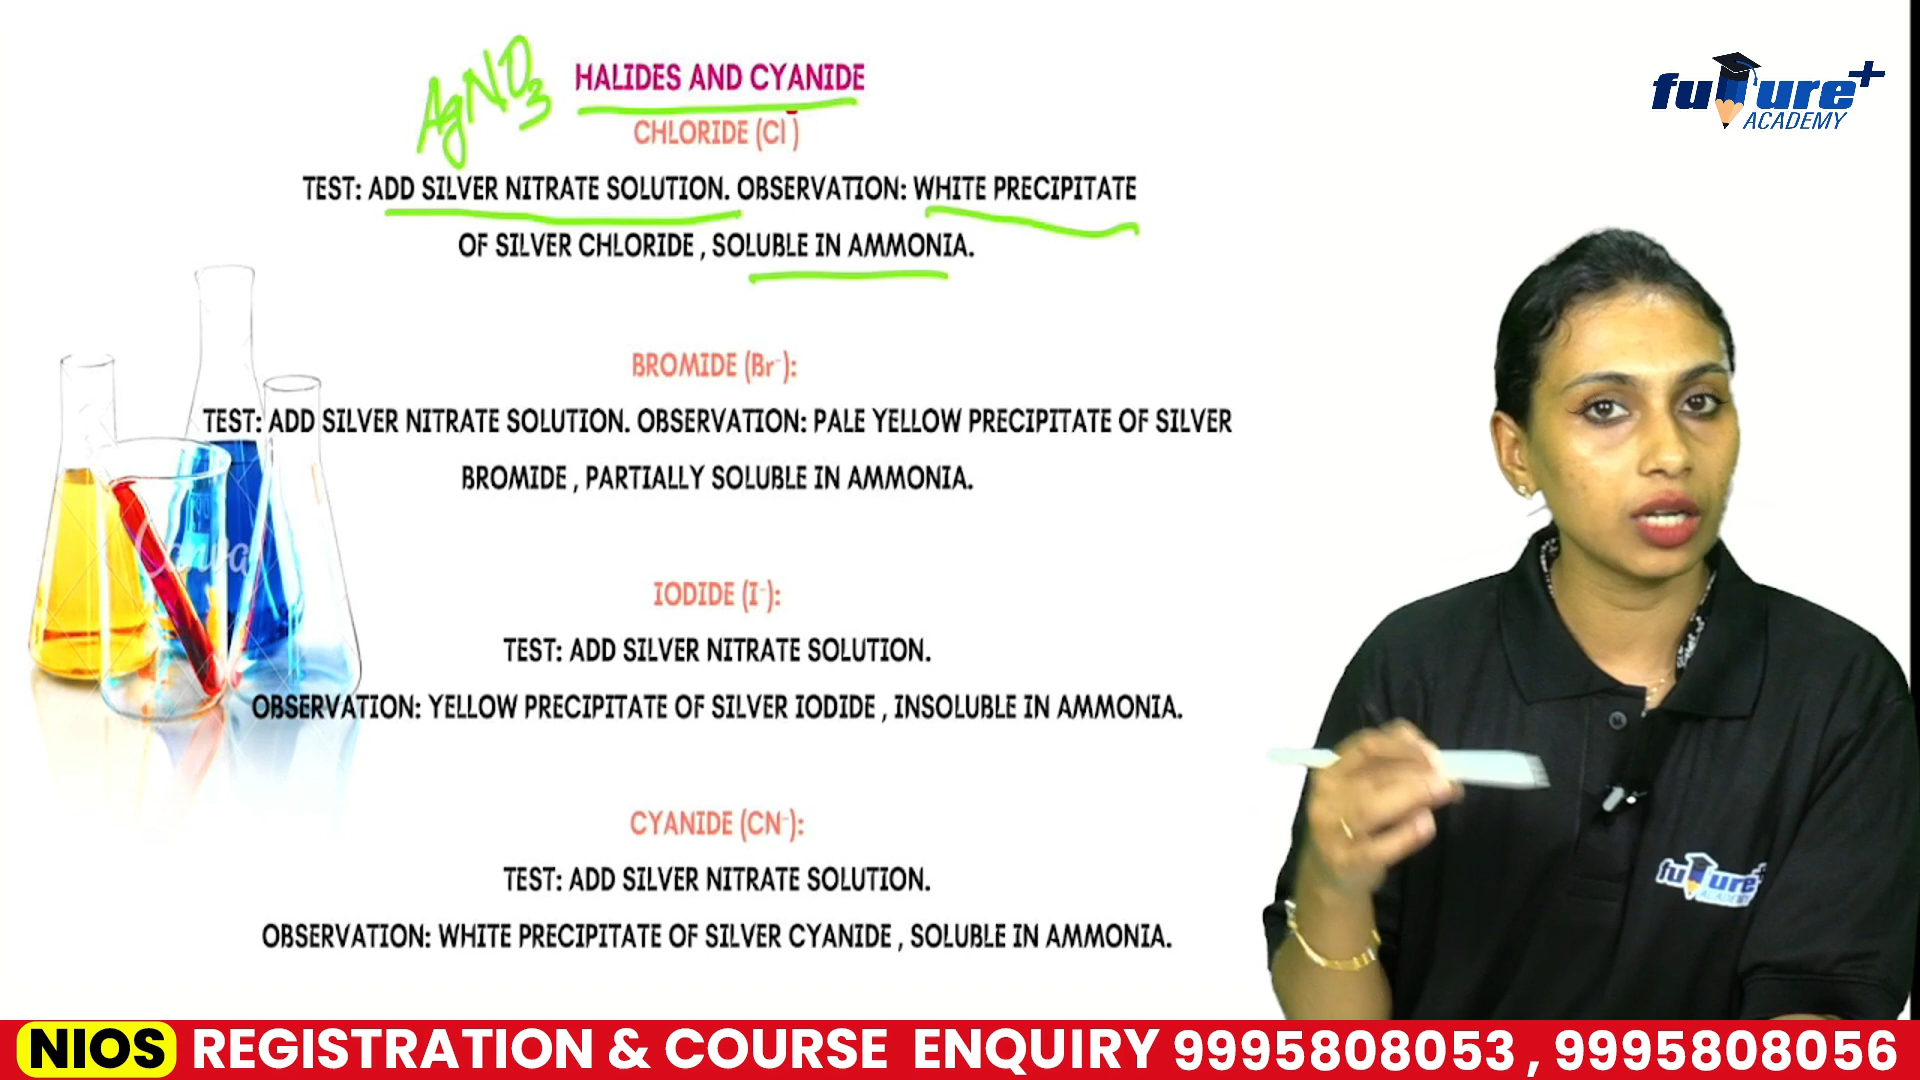 AgNO3
HALIDES AND CYANIDE
CHLORIDE (Cl⁻)
TEST: ADD SILVER NITRATE SOLUTION. OBSERVATION: WHITE PRECIPITATE
OF SILVER CHLORIDE , SOLUBLE IN AMMONIA.
BROMIDE (Br⁻):
TEST: ADD SILVER NITRATE SOLUTION. OBSERVATION: PALE YELLOW PRECIPITATE OF SILVER
BROMIDE , PARTIALLY SOLUBLE IN AMMONIA.
IODIDE (I⁻):
TEST: ADD SILVER NITRATE SOLUTION.
OBSERVATION: YELLOW PRECIPITATE OF SILVER IODIDE , INSOLUBLE IN AMMONIA.
CYANIDE (CN⁻):
TEST: ADD SILVER NITRATE SOLUTION.
OBSERVATION: WHITE PRECIPITATE OF SILVER CYANIDE , SOLUBLE IN AMMONIA.
Canva
future+
ACADEMY
future+
ACADEMY
NIOS REGISTRATION & COURSE ENQUIRY 9995808053 , 9995808056